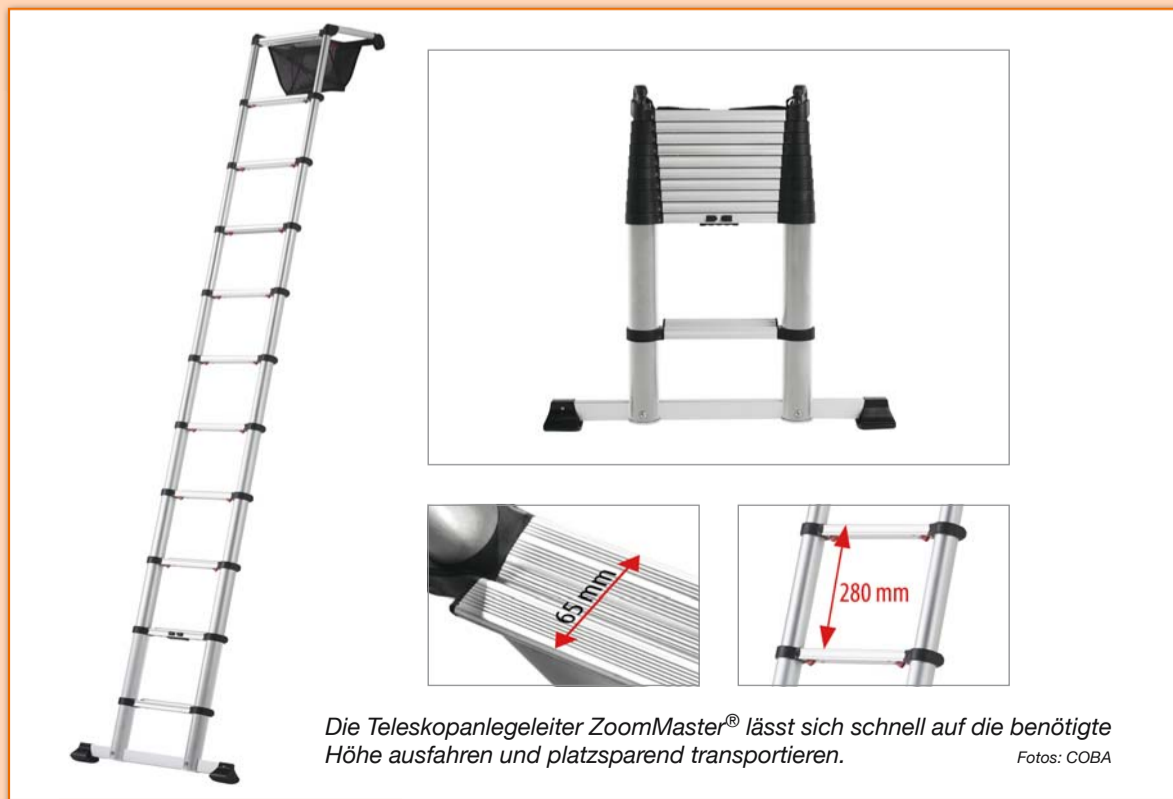 65 mm
280 mm
Die Teleskopanlegeleiter ZoomMaster® lässt sich schnell auf die benötigte
Höhe ausfahren und platzsparend transportieren. Fotos: COBA